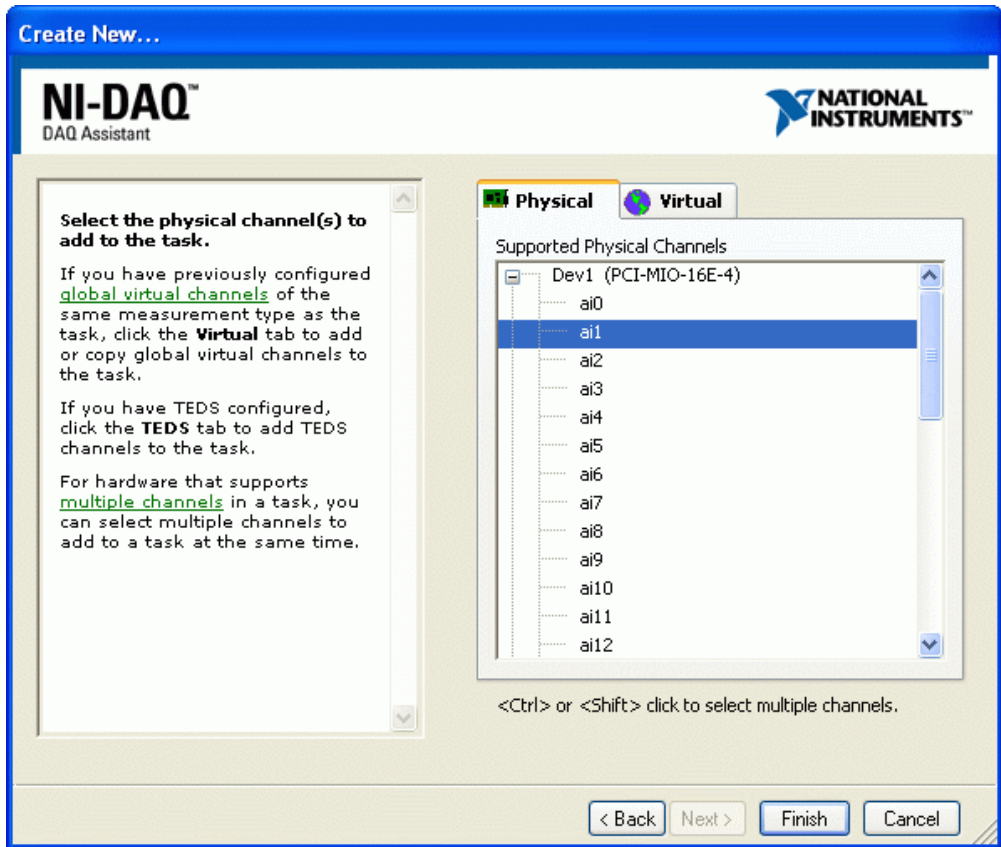 Create New...
NI-DAQ™
DAQ Assistant
NATIONAL
INSTRUMENTS™
Select the physical channel(s) to
add to the task.
If you have previously configured
global virtual channels of the
same measurement type as the
task, click the Virtual tab to add
or copy global virtual channels to
the task.
If you have TEDS configured,
click the TEDS tab to add TEDS
channels to the task.
For hardware that supports
multiple channels in a task, you
can select multiple channels to
add to a task at the same time.
Physical
Virtual
Supported Physical Channels
Dev1 (PCI-MIO-16E-4)
ai0
ai1
ai2
ai3
ai4
ai5
ai6
ai7
ai8
ai9
ai10
ai11
ai12
<Ctrl> or <Shift> click to select multiple channels.
< Back
Next >
Finish
Cancel